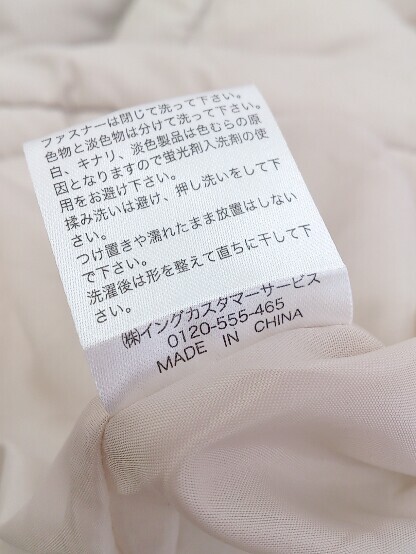 ファスナーは閉じて洗って下さい。
色物と淡色物は分けて洗って下さい。
白、キナリ、淡色製品は色むらの原
因となりますので蛍光剤入洗剤の使
用をお避け下さい。
揉み洗いは避け、押し洗いをして下
さい。
つけ置きや濡れたまま放置はしない
で下さい。
洗濯後は形を整えて直ちに干して下
さい。
㈱イングカスタマーサービス
0120-555-465
MADE IN CHINA